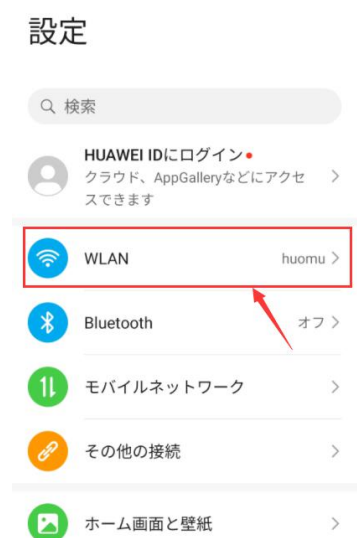 設定
検索
HUAWEI IDにログイン
クラウド、AppGalleryなどにアクセ
スできます
WLAN huomu
Bluetooth オフ
モバイルネットワーク
その他の接続
ホーム画面と壁紙